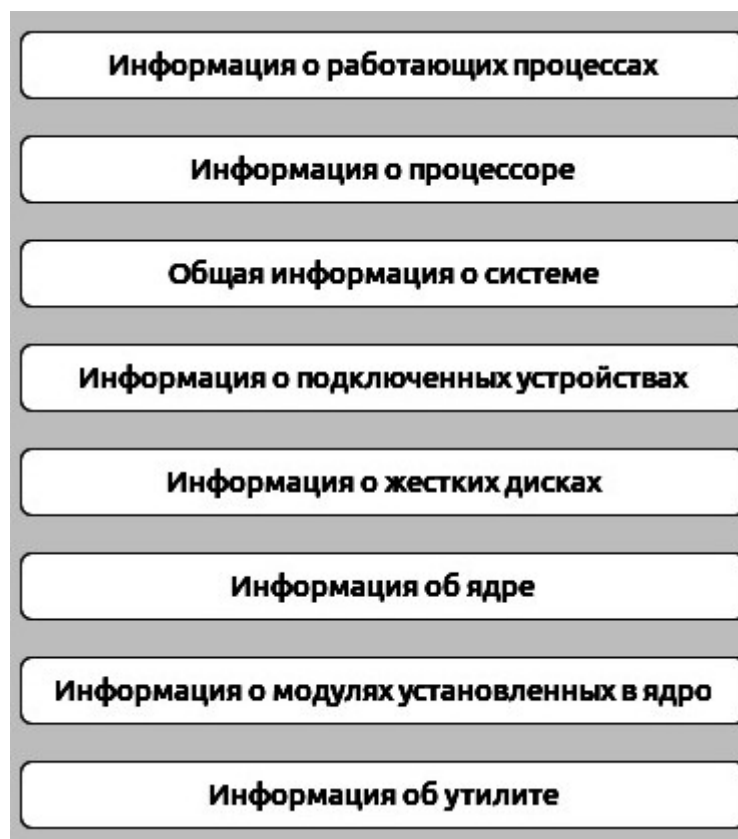 Информация о работающих процессах
Информация о процессоре
Общая информация о системе
Информация о подключенных устройствах
Информация о жестких дисках
Информация об ядре
Информация о модулях установленных в ядро
Информация об утилите